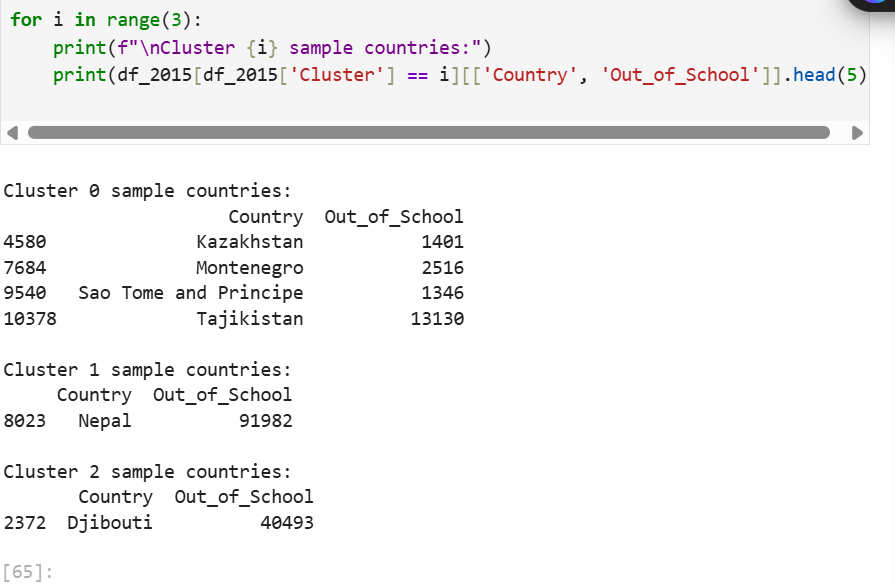 for i in range(3):
    print(f"\nCluster {i} sample countries:")
    print(df_2015[df_2015['Cluster'] == i][['Country', 'Out_of_School']].head(5)
Cluster 0 sample countries:
                     Country  Out_of_School
4580              Kazakhstan           1401
7684              Montenegro           2516
9540   Sao Tome and Principe           1346
10378             Tajikistan          13130
Cluster 1 sample countries:
     Country  Out_of_School
8023   Nepal          91982
Cluster 2 sample countries:
       Country  Out_of_School
2372  Djibouti          40493
[65]: